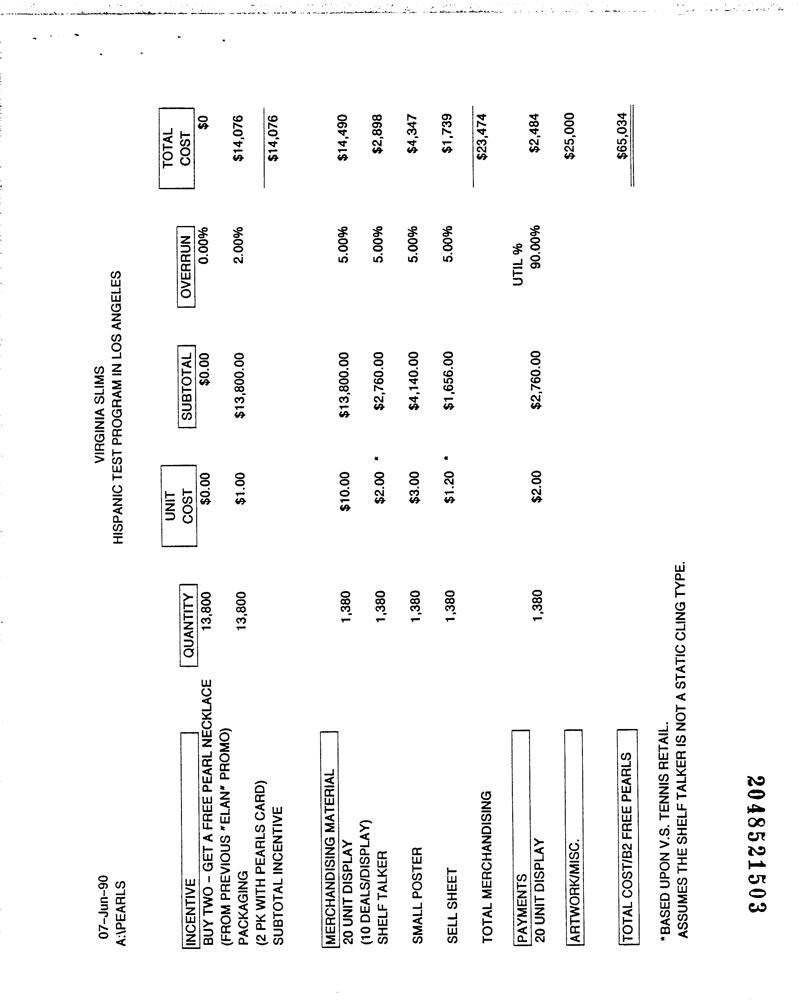 07-Jun-90
A:\PEARLS
VIRGINIA SLIMS
HISPANIC TEST PROGRAM IN LOS ANGELES
INCENTIVE QUANTITY UNIT COST SUBTOTAL OVERRUN TOTAL COST
BUY TWO - GET A FREE PEARL NECKLACE 13,800 $0.00 $0.00 0.00% $0
(FROM PREVIOUS "ELAN" PROMO)
PACKAGING 13,800 $1.00 $13,800.00 2.00% $14,076
(2 PK WITH PEARLS CARD)
SUBTOTAL INCENTIVE $14,076
MERCHANDISING MATERIAL
20 UNIT DISPLAY 1,380 $10.00 $13,800.00 5.00% $14,490
(10 DEALS/DISPLAY)
SHELF TALKER 1,380 $2.00 * $2,760.00 5.00% $2,898
SMALL POSTER 1,380 $3.00 $4,140.00 5.00% $4,347
SELL SHEET 1,380 $1.20 * $1,656.00 5.00% $1,739
TOTAL MERCHANDISING $23,474
PAYMENTS UTIL %
20 UNIT DISPLAY 1,380 $2.00 $2,760.00 90.00% $2,484
ARTWORK/MISC. $25,000
TOTAL COST/B2 FREE PEARLS $65,034
*BASED UPON V.S. TENNIS RETAIL.
ASSUMES THE SHELF TALKER IS NOT A STATIC CLING TYPE.
2048521503